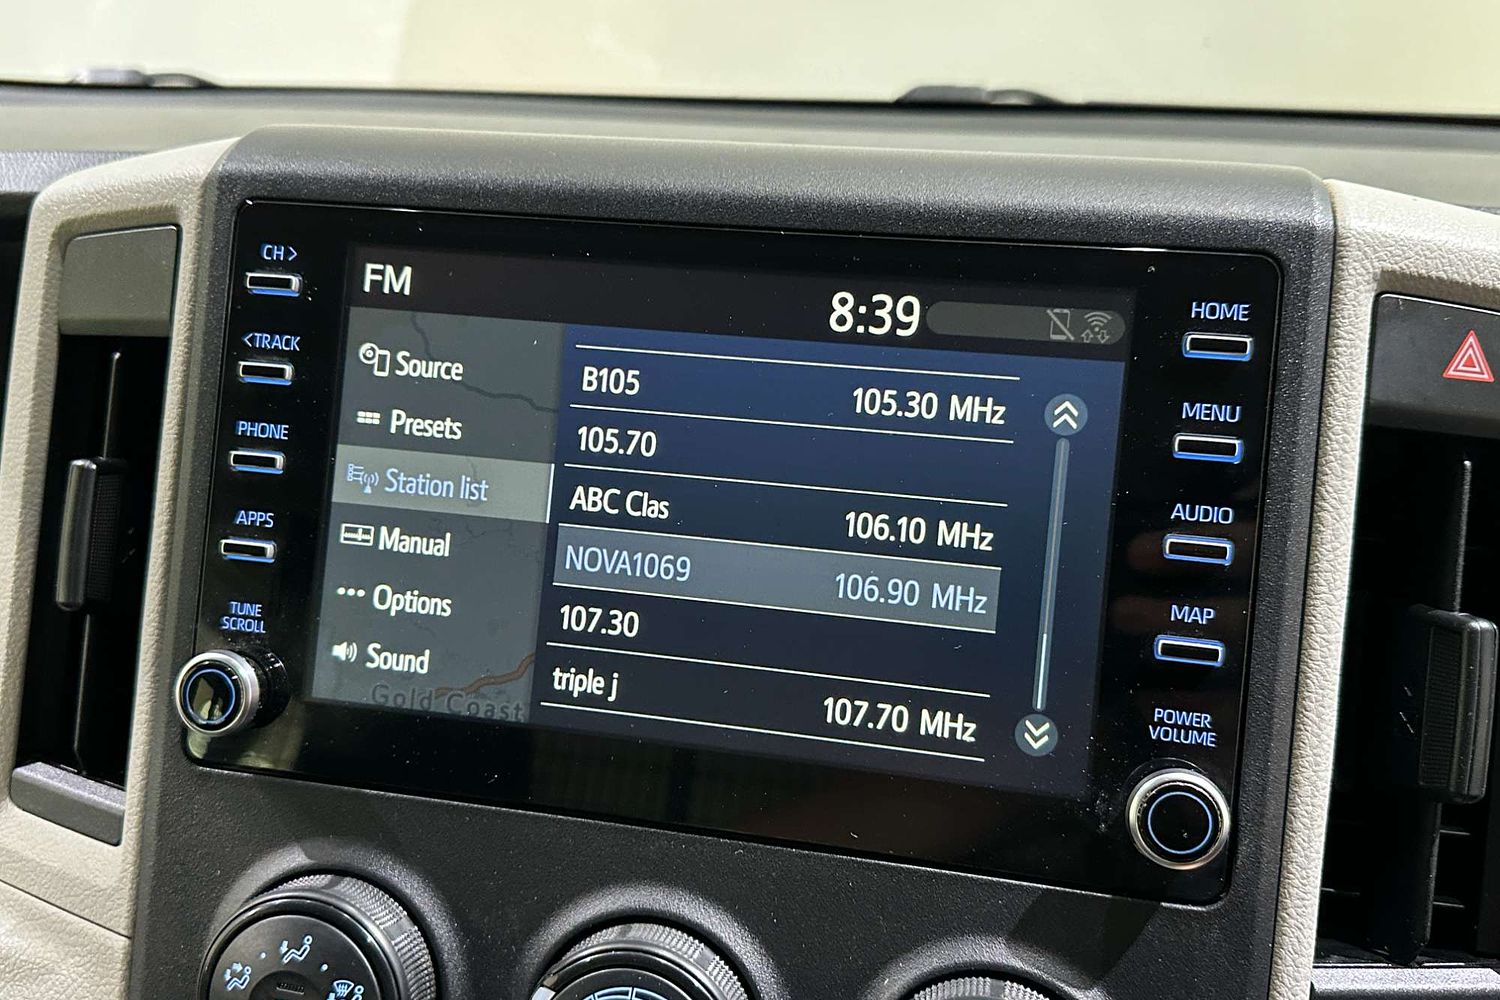 CH >
<TRACK
PHONE
APPS
TUNE
SCROLL
FM
8:39
Source
Presets
Station list
Manual
Options
Sound
Gold Coast
B105 105.30 MHz
105.70
ABC Clas 106.10 MHz
NOVA1069 106.90 MHz
107.30
triple j 107.70 MHz
HOME
MENU
AUDIO
MAP
POWER
VOLUME